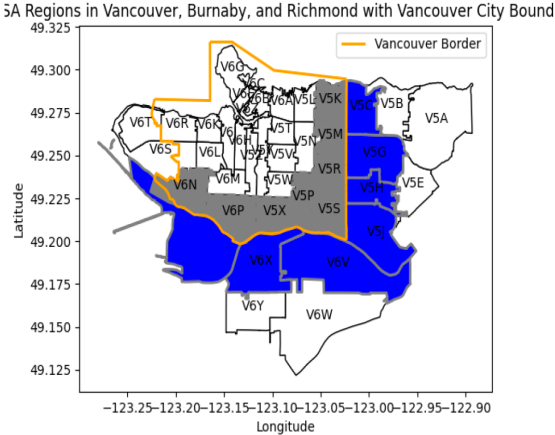 SA Regions in Vancouver, Burnaby, and Richmond with Vancouver City Bound
Vancouver Border
49.325
49.300
49.275
49.250
49.225
49.200
49.175
49.150
49.125
Latitude
V6G
V6C
V6B V6A V5L V5K V5C V5B
V5A
V6T V6R V6K V6H V5T V5N V5M
V6S V6L V5Z V5V V5R V5G
V6N V6M V5W V5P V5H V5E
V6P V5X V5S
V5J
V6X V6V
V6Y V6W
−123.25 −123.20 −123.15 −123.10 −123.05 −123.00 −122.95 −122.90
Longitude